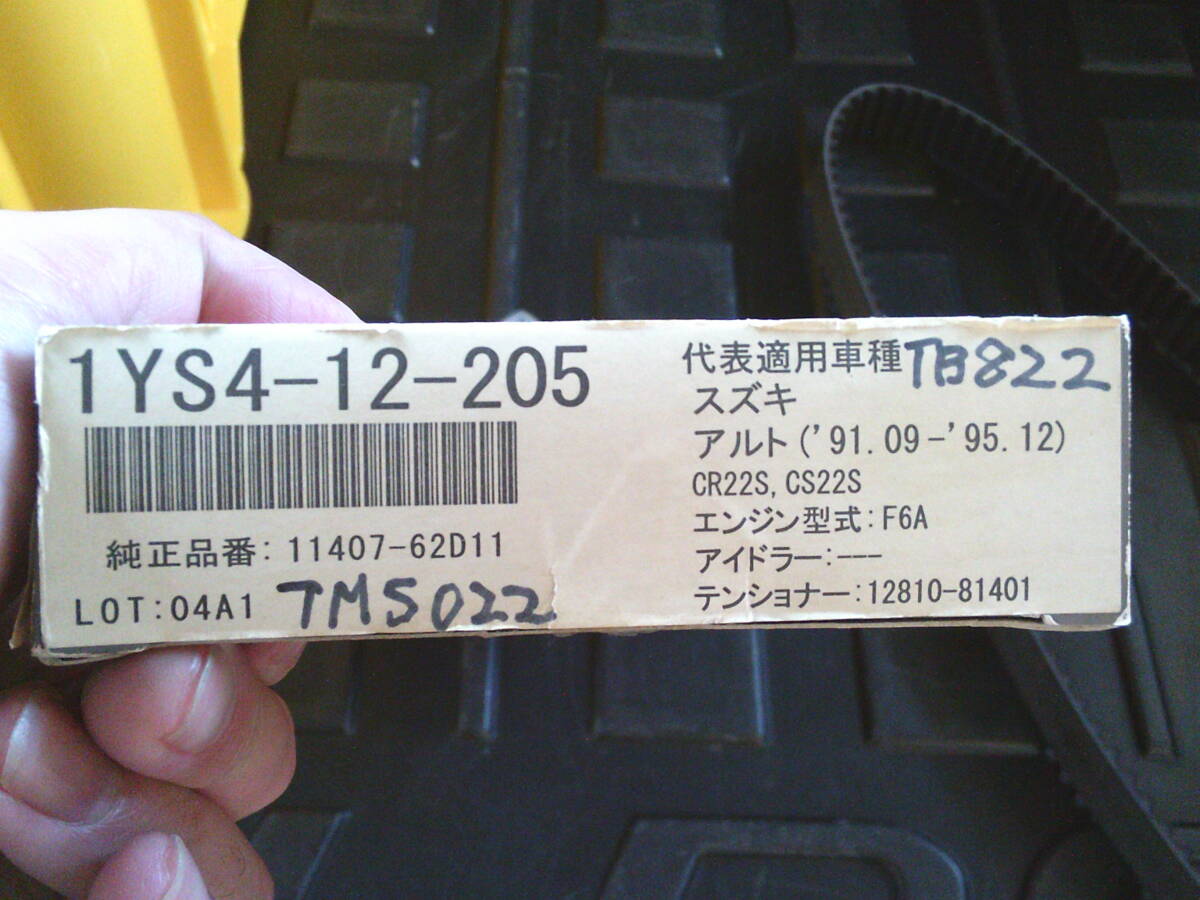 1YS4-12-205
純正品番: 11407-62D11
LOT:04A1 TM5022
代表適用車種 TB822
スズキ
アルト('91.09-'95.12)
CR22S,CS22S
エンジン型式:F6A
アイドラー:---
テンショナー:12810-81401